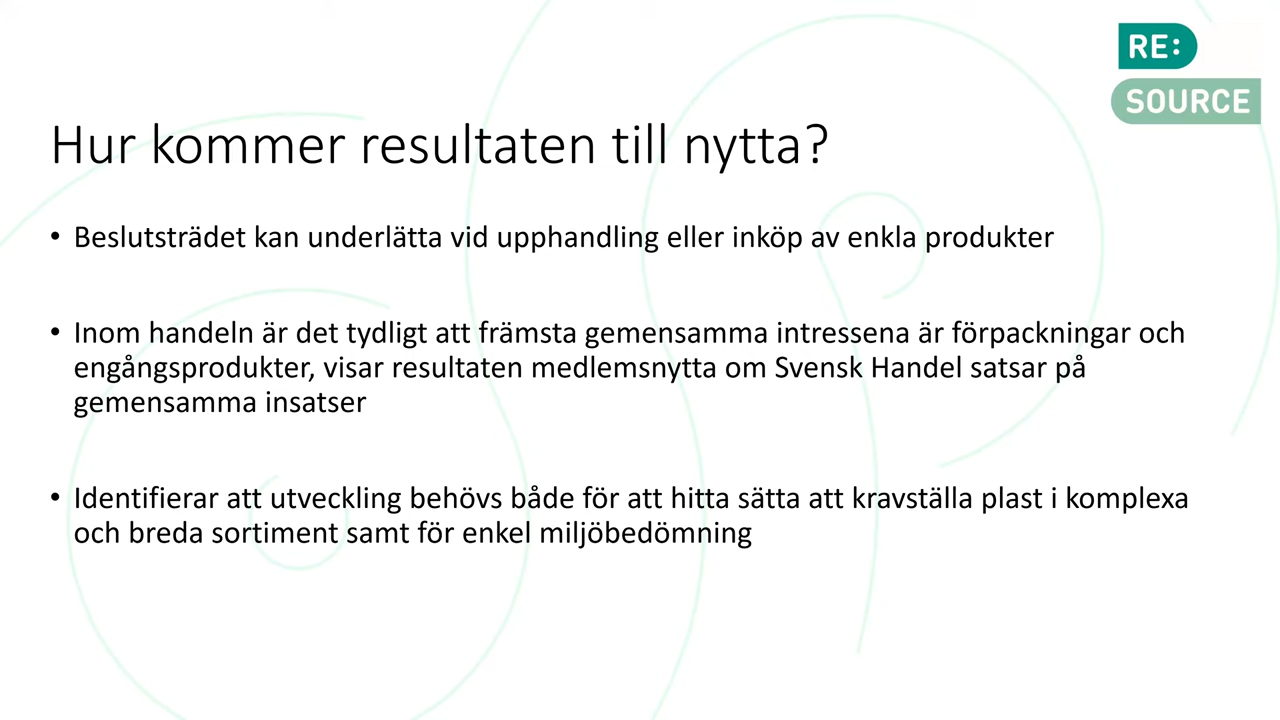 RE:
SOURCE
Hur kommer resultaten till nytta?
• Beslutsträdet kan underlätta vid upphandling eller inköp av enkla produkter
• Inom handeln är det tydligt att främsta gemensamma intressena är förpackningar och
engångsprodukter, visar resultaten medlemsnytta om Svensk Handel satsar på
gemensamma insatser
• Identifierar att utveckling behövs både för att hitta sätta att kravställa plast i komplexa
och breda sortiment samt för enkel miljöbedömning